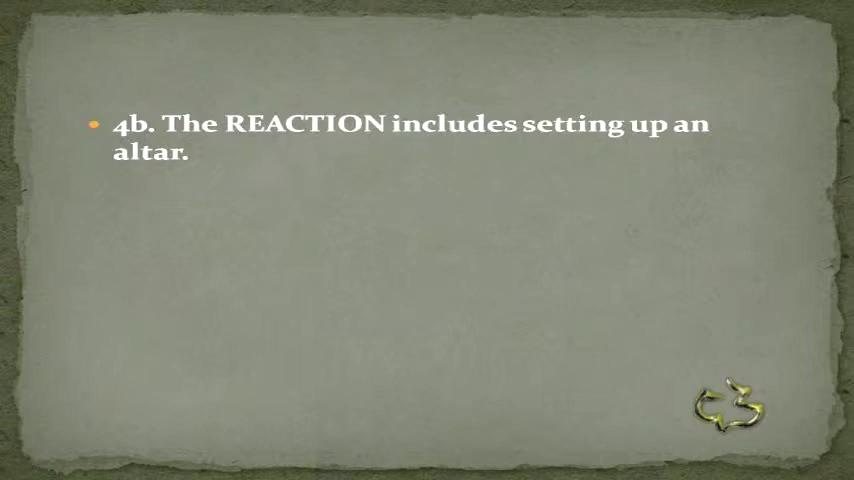 4b. The REACTION includes setting up an
altar.